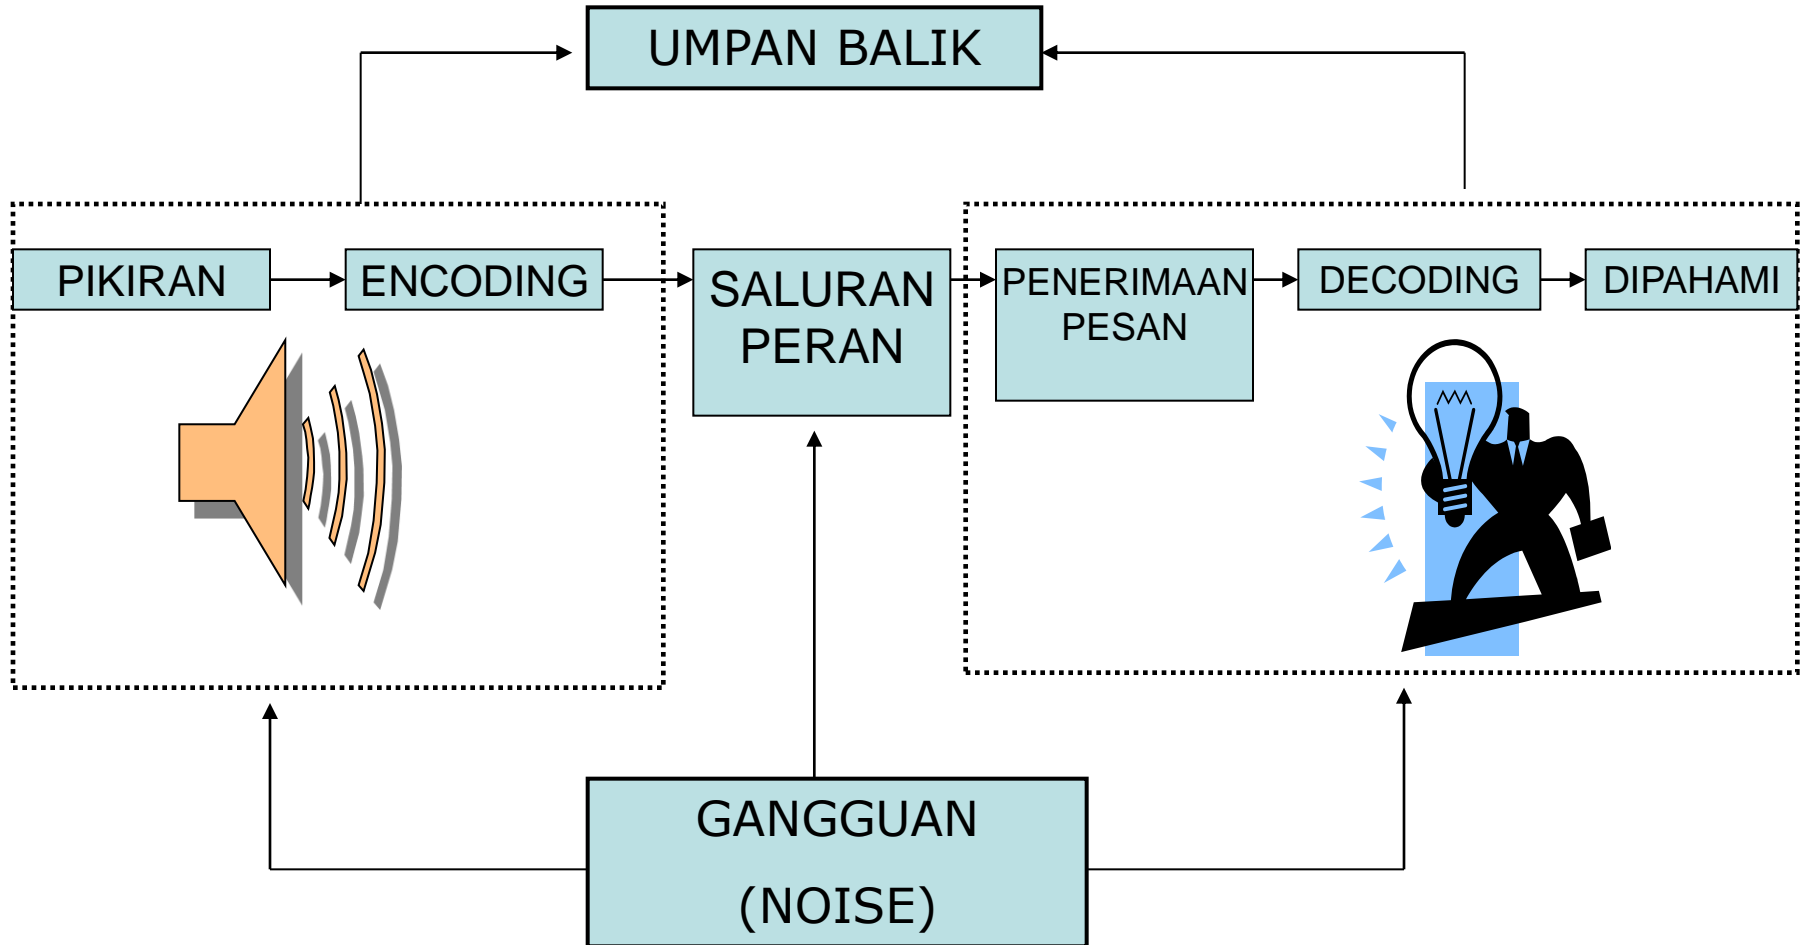 UMPAN BALIK
PIKIRAN
ENCODING
SALURAN
PERAN
PENERIMAAN
PESAN
DECODING
DIPAHAMI
GANGGUAN
(NOISE)